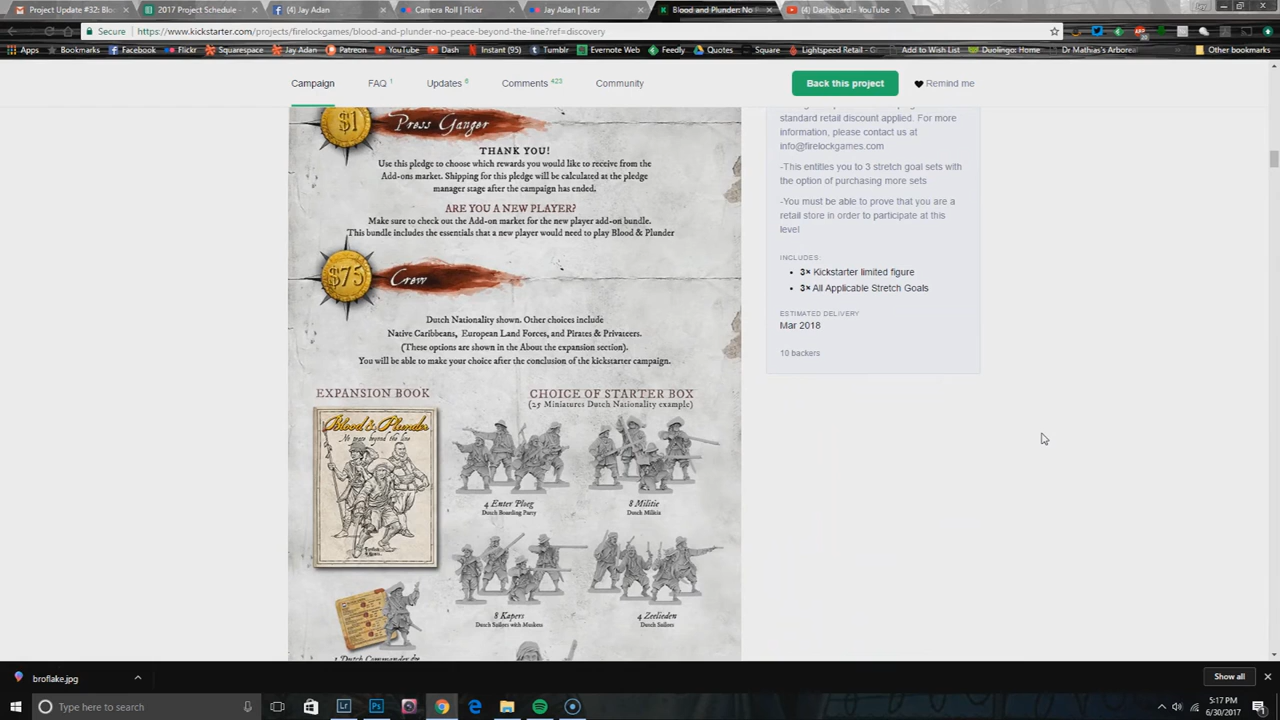 Project Update #32: Blo
2017 Project Schedule -
(4) Jay Adan
Camera Roll | Flickr
Jay Adan | Flickr
Blood and Plunder: No
(4) Dashboard - YouTube
Secure
https://www.kickstarter.com/projects/firelockgames/blood-and-plunder-no-peace-beyond-the-line?ref=discovery
Apps
Bookmarks
Facebook
Flickr
Squarespace
Jay Adan
Patreon
YouTube
Dash
Instant (95)
Tumblr
Evernote Web
Feedly
Quotes
Square
Lightspeed Retail - G
Add to Wish List
Duolingo: Home
Dr Mathias's Arbore
Other bookmarks
Campaign
FAQ 1
Updates 6
Comments 423
Community
Back this project
Remind me
$1
Press Ganger
THANK YOU!
Use this pledge to choose which rewards you would like to receive from the
Add-ons market. Shipping for this pledge will be calculated at the pledge
manager stage after the campaign has ended.
ARE YOU A NEW PLAYER?
Make sure to check out the Add-on market for the new player add-on bundle.
This bundle includes the essentials that a new player would need to play Blood & Plunder
$75
Crew
Dutch Nationality shown. Other choices include
Native Caribbeans, European Land Forces, and Pirates & Privateers.
(These options are shown in the About the expansion section).
You will be able to make your choice after the conclusion of the kickstarter campaign.
EXPANSION BOOK
CHOICE OF STARTER BOX
(25 Miniatures Dutch Nationality example)
Blood & Plunder
No peace beyond the line
4 Enter Ploeg
Dutch Boarding Party
8 Militie
Dutch Militia
8 Kapers
Dutch Sailors with Muskets
4 Zeelieden
Dutch Sailors
1 Dutch Commander &
standard retail discount applied. For more
information, please contact us at
info@firelockgames.com
-This entitles you to 3 stretch goal sets with
the option of purchasing more sets
-You must be able to prove that you are a
retail store in order to participate at this
level
INCLUDES:
3× Kickstarter limited figure
3× All Applicable Stretch Goals
ESTIMATED DELIVERY
Mar 2018
10 backers
broflake.jpg
Show all
Type here to search
5:17 PM
6/30/2017